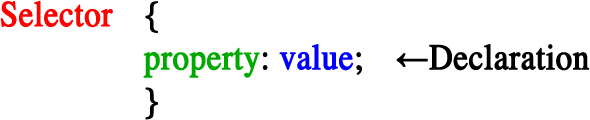 Selector {
property: value; ←Declaration
}